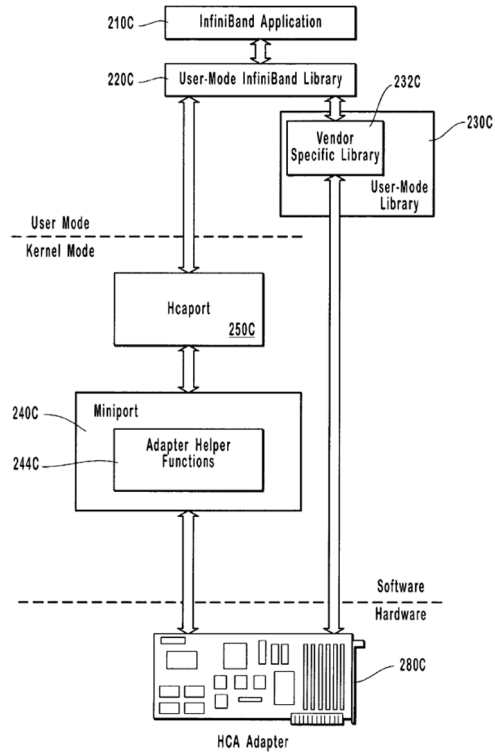 210C
InfiniBand Application
220C
User-Mode InfiniBand Library
232C
230C
Vendor
Specific Library
User-Mode
Library
User Mode
Kernel Mode
Hcaport
250C
240C
Miniport
244C
Adapter Helper
Functions
Software
Hardware
280C
HCA Adapter